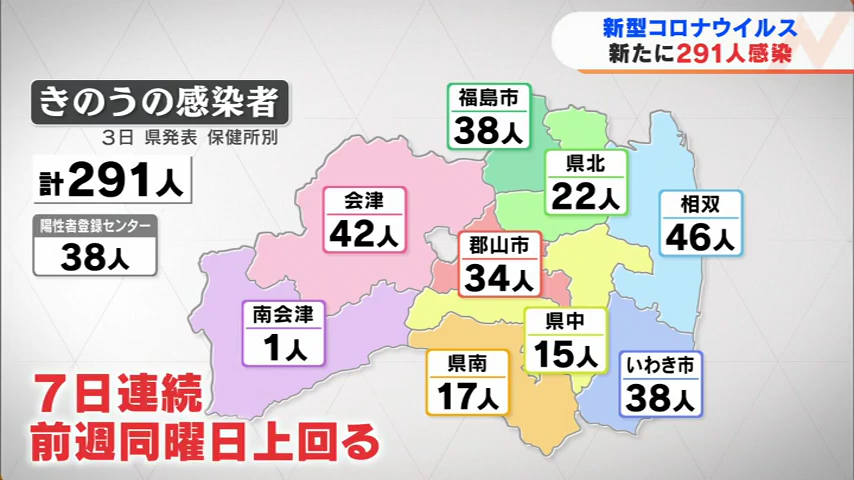 新型コロナウイルス
新たに291人感染
きのうの感染者
3日 県発表 保健所別
計291人
陽性者登録センター
38人
福島市
38人
県北
22人
会津
42人
相双
46人
郡山市
34人
南会津
1人
県中
15人
県南
17人
いわき市
38人
7日連続
前週同曜日上回る